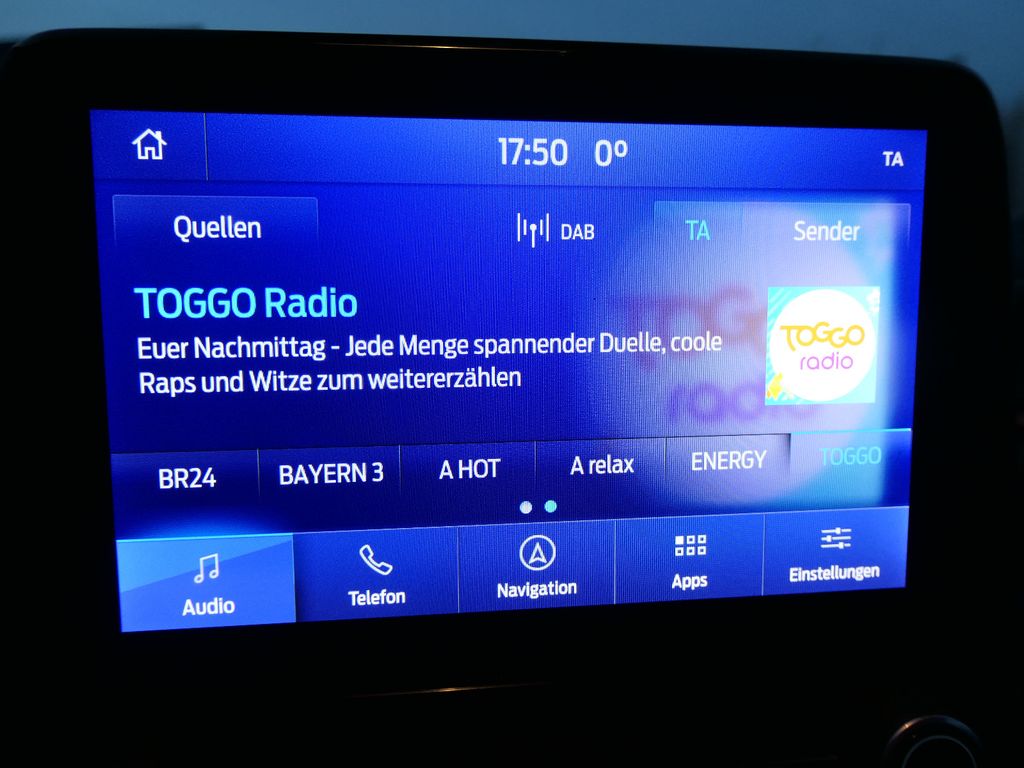 17:50 0°
TA
Quellen
DAB
TA
Sender
TOGGO Radio
Euer Nachmittag - Jede Menge spannender Duelle, coole
Raps und Witze zum weitererzählen
TOGGO
radio
BR24
BAYERN 3
A HOT
A relax
ENERGY
TOGGO
Audio
Telefon
Navigation
Apps
Einstellungen